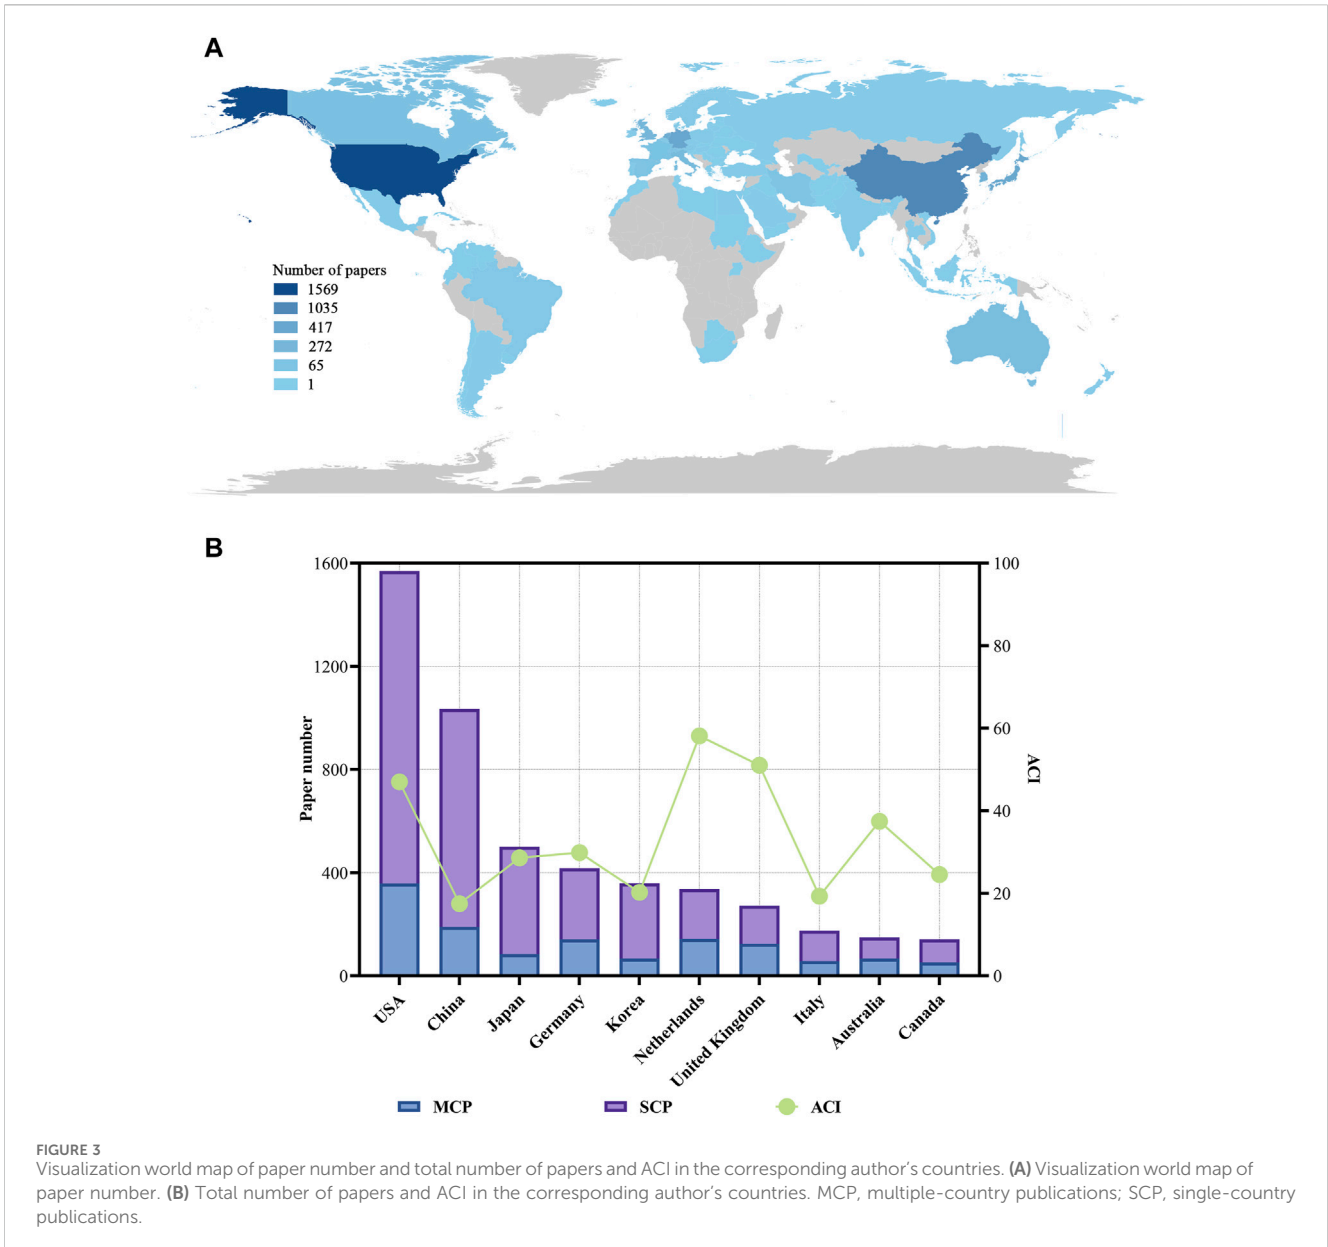 A
Number of papers
1569
1035
417
272
65
1
B
1600
1200
800
400
0
Paper number
100
80
60
40
20
0
ACI
USA
China
Japan
Germany
Korea
Netherlands
United Kingdom
Italy
Australia
Canada
MCP
SCP
ACI
FIGURE 3
Visualization world map of paper number and total number of papers and ACI in the corresponding author's countries. (A) Visualization world map of
paper number. (B) Total number of papers and ACI in the corresponding author's countries. MCP, multiple-country publications; SCP, single-country
publications.